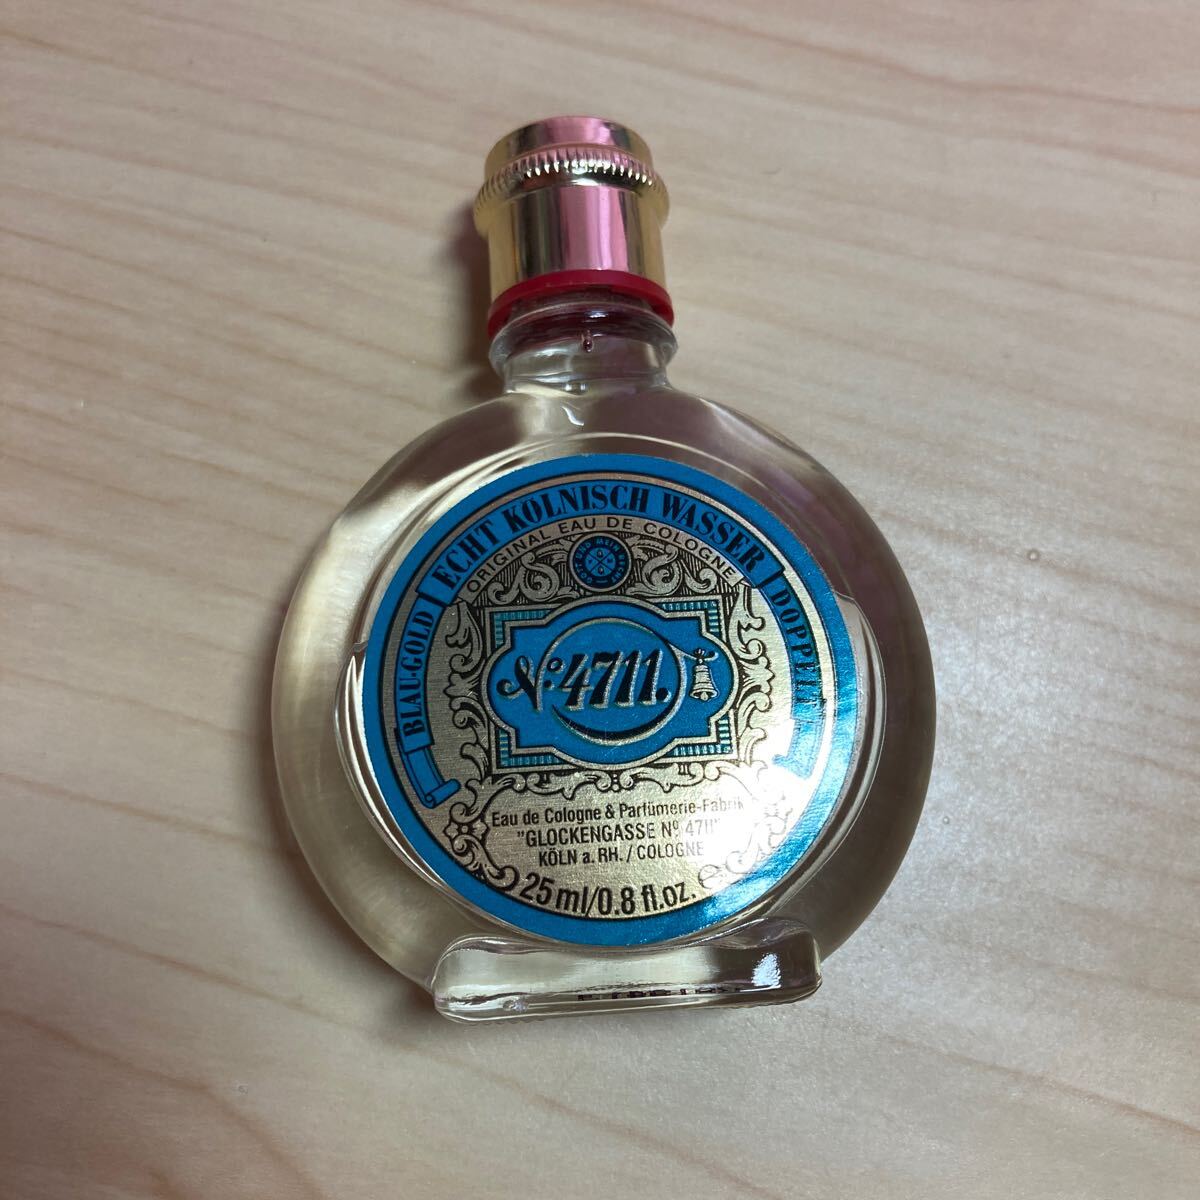 ECHT KÖLNISCH WASSER
BLAU-GOLD
ORIGINAL EAU DE COLOGNE
Nº 4711.
Eau de Cologne & Parfümerie-Fabrik
"GLOCKENGASSE Nº 4711"
KÖLN a. RH. / COLOGNE
25 ml/0.8 fl.oz. ℮